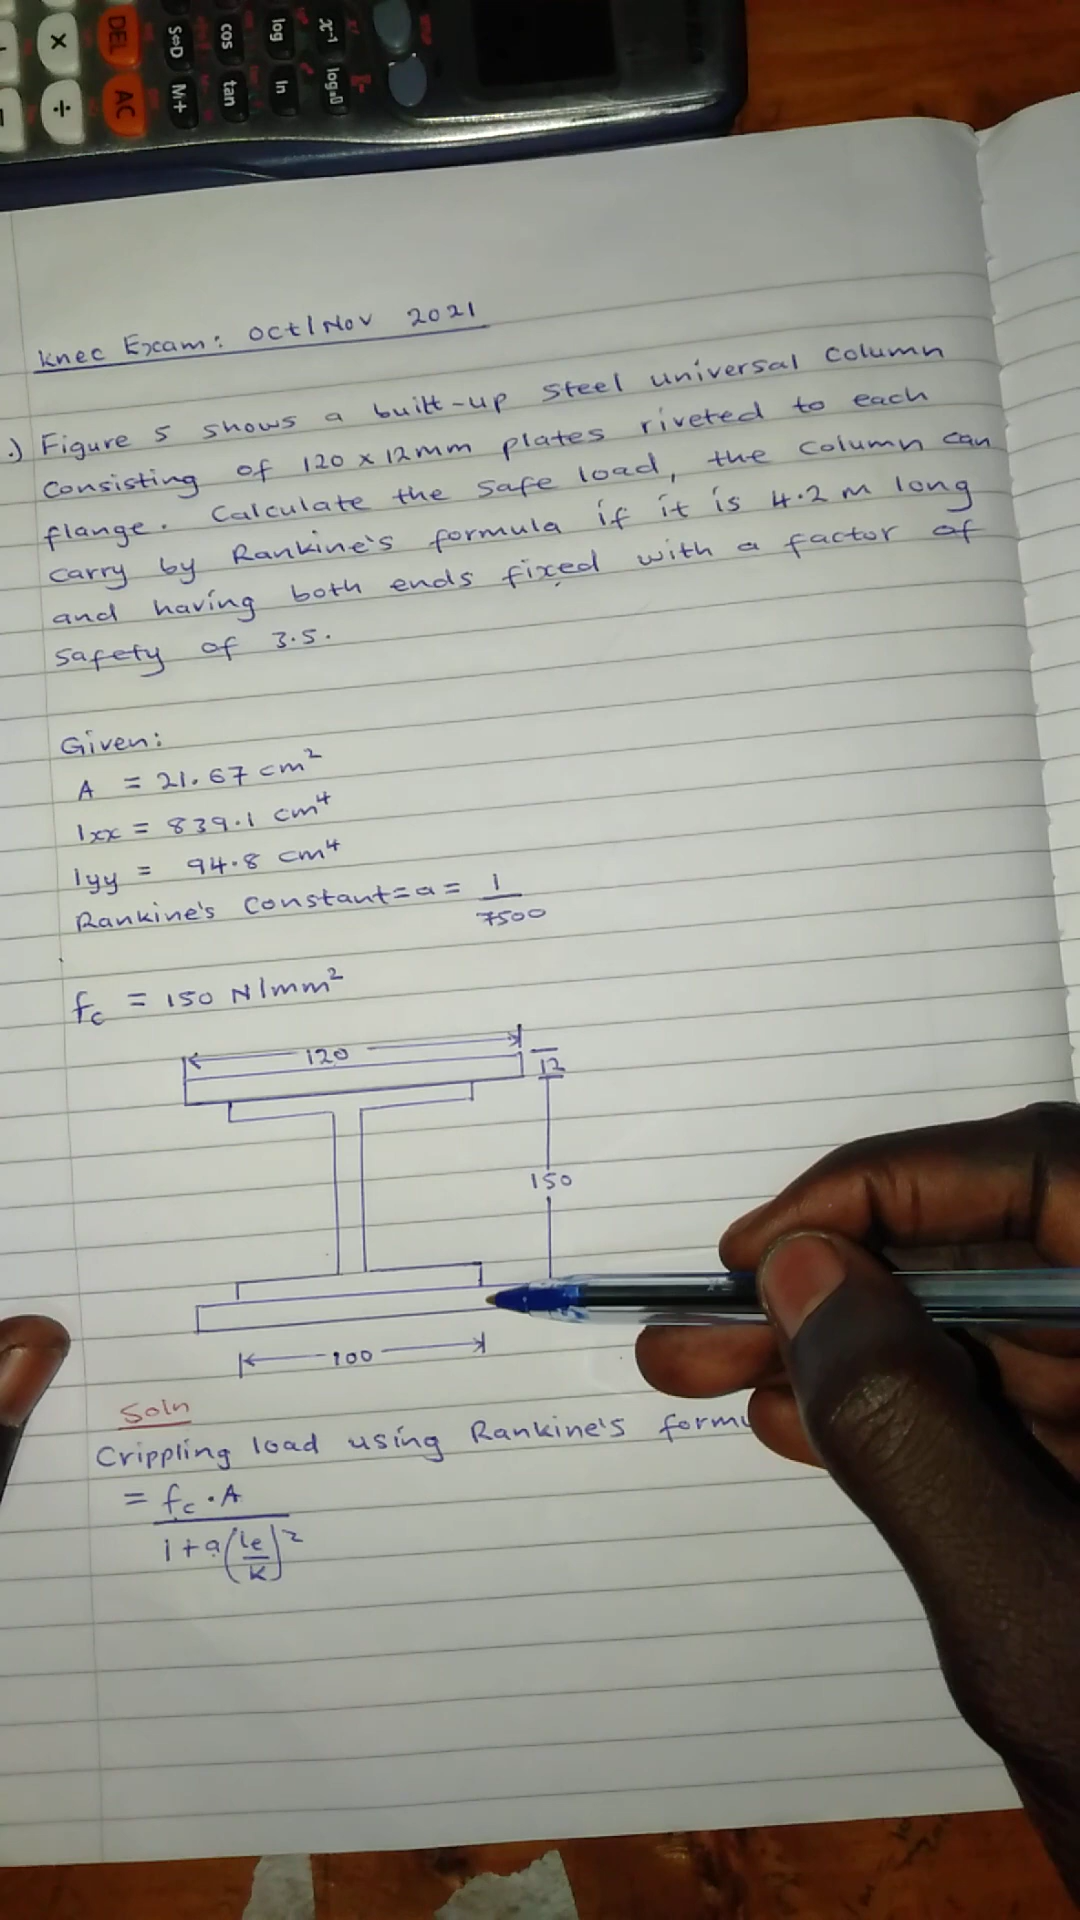 DEL
AC
S⇔D
M+
cos
tan
log
ln
x-1
log
×
÷
Knec Exam: Oct/Nov 2021
.) Figure 5 shows a built-up steel universal column
consisting of 120 x 12mm plates riveted to each
flange. Calculate the safe load, the column can
carry by Rankine's formula if it is 4.2 m long
and having both ends fixed with a factor of
safety of 3.5.
Given:
A = 21.67 cm²
Ixx = 839.1 cm⁴
Iyy = 94.8 cm⁴
Rankine's Constant = a = 1/7500
fc = 150 N/mm²
120
12
150
100
Soln
Crippling load using Rankine's
= fc . A
1 + a (le/K)²